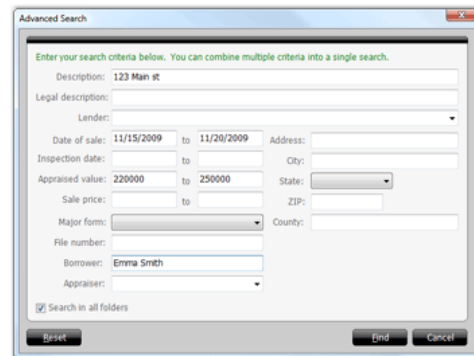 Advanced Search
Enter your search criteria below. You can combine multiple criteria into a single search.
Description: 123 Main st
Legal description:
Lender:
Date of sale: 11/15/2009 to 11/20/2009 Address:
Inspection date: to City:
Appraised value: 220000 to 250000 State:
Sale price: to ZIP:
Major form: County:
File number:
Borrower: Emma Smith
Appraiser:
Search in all folders
Reset Find Cancel